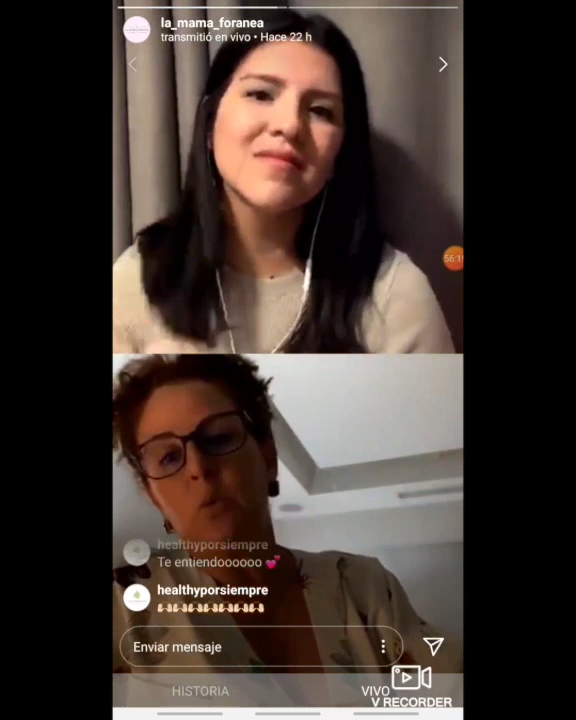 la_mama_foranea
transmitió en vivo • Hace 22 h
healthyporsiempre
Te entiendoooooo 💕
healthyporsiempre
Enviar mensaje
HISTORIA
VIVO
V RECORDER